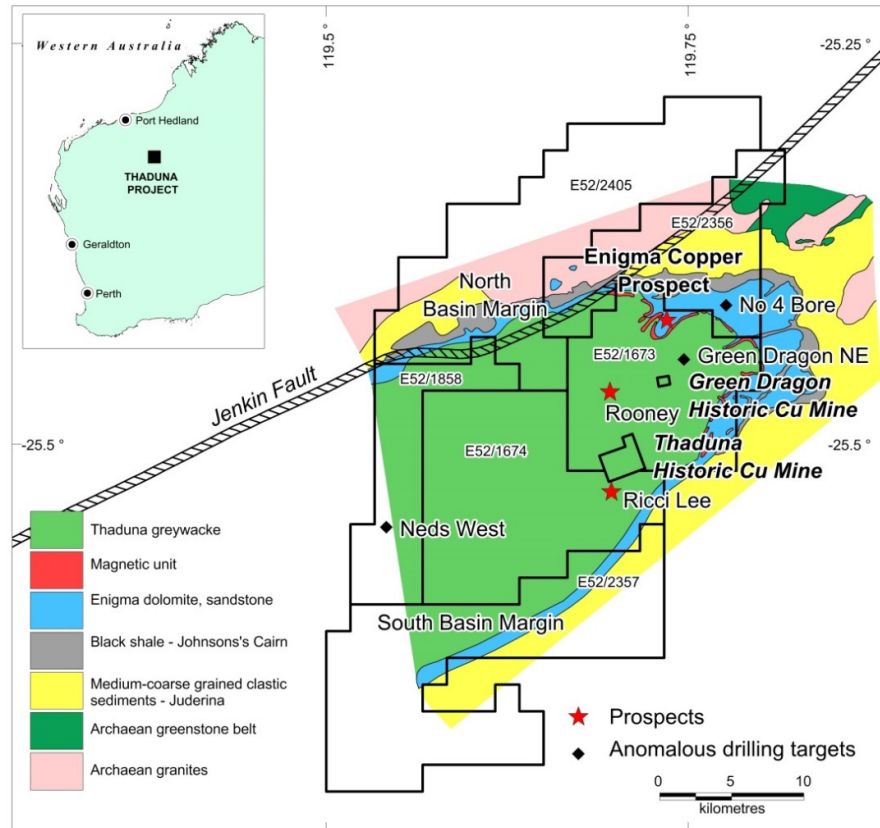 Western Australia
Port Hedland
THADUNA
PROJECT
Geraldton
Perth
119.5 °
119.75 °
-25.25 °
E52/2405
E52/2356
Enigma Copper
Prospect
North
Basin Margin
No 4 Bore
E52/1673
Green Dragon NE
E52/1858
Green Dragon
Historic Cu Mine
Jenkin Fault
Rooney
-25.5 °
-25.5 °
E52/1674
Thaduna
Historic Cu Mine
Ricci Lee
Neds West
E52/2357
South Basin Margin
Thaduna greywacke
Magnetic unit
Enigma dolomite, sandstone
Black shale - Johnsons's Cairn
Medium-coarse grained clastic
sediments - Juderina
Archaean greenstone belt
Archaean granites
Prospects
Anomalous drilling targets
0 5 10
kilometres